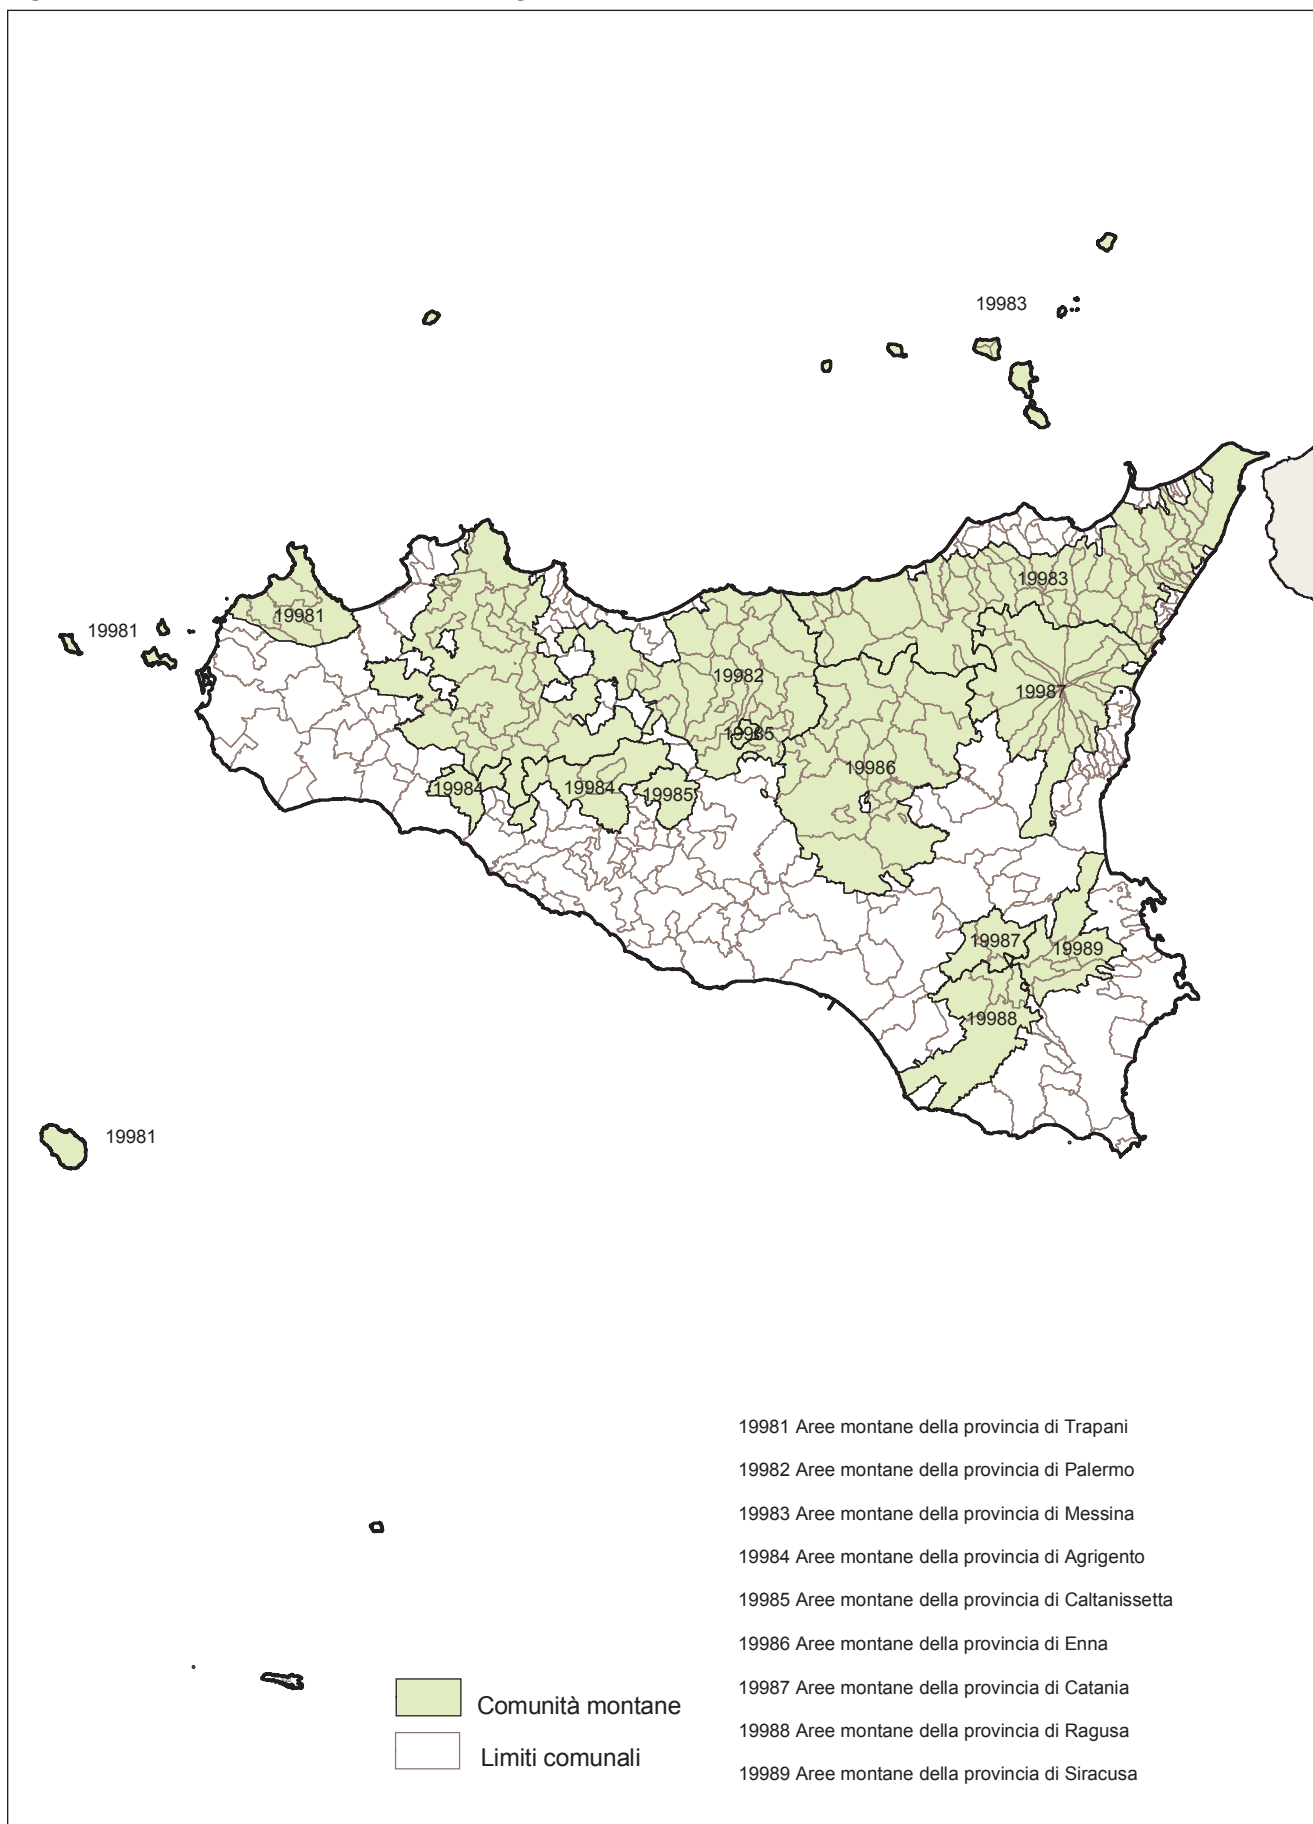 19983
19983
19981
19981
19982
19987
19985
19986
19984
19984
19985
19987
19989
19988
19981
19981 Aree montane della provincia di Trapani
19982 Aree montane della provincia di Palermo
19983 Aree montane della provincia di Messina
19984 Aree montane della provincia di Agrigento
19985 Aree montane della provincia di Caltanissetta
19986 Aree montane della provincia di Enna
19987 Aree montane della provincia di Catania
19988 Aree montane della provincia di Ragusa
19989 Aree montane della provincia di Siracusa
Comunità montane
Limiti comunali